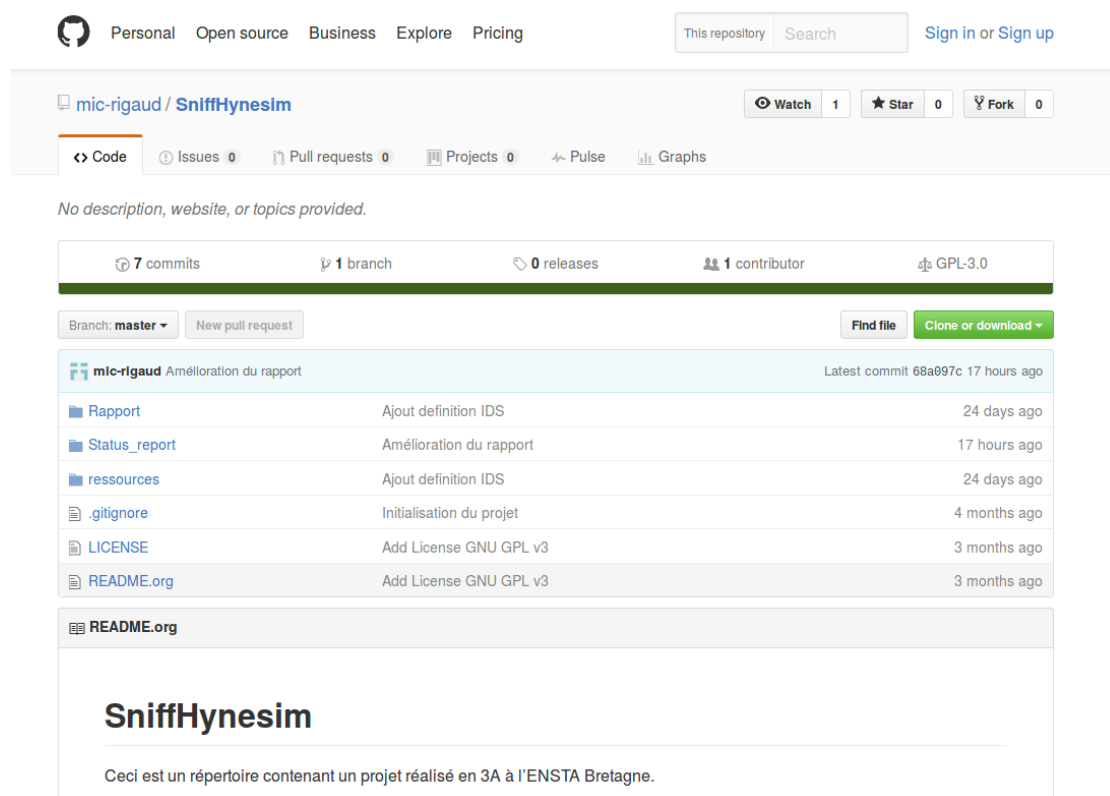 Personal Open source Business Explore Pricing This repository Search Sign in or Sign up
mic-rigaud / SniffHynesim Watch 1 Star 0 Fork 0
Code Issues 0 Pull requests 0 Projects 0 Pulse Graphs
No description, website, or topics provided.
7 commits 1 branch 0 releases 1 contributor GPL-3.0
Branch: master New pull request Find file Clone or download
mic-rigaud Amélioration du rapport Latest commit 68a097c 17 hours ago
Rapport Ajout definition IDS 24 days ago
Status_report Amélioration du rapport 17 hours ago
ressources Ajout definition IDS 24 days ago
.gitignore Initialisation du projet 4 months ago
LICENSE Add License GNU GPL v3 3 months ago
README.org Add License GNU GPL v3 3 months ago
README.org
SniffHynesim
Ceci est un répertoire contenant un projet réalisé en 3A à l’ENSTA Bretagne.